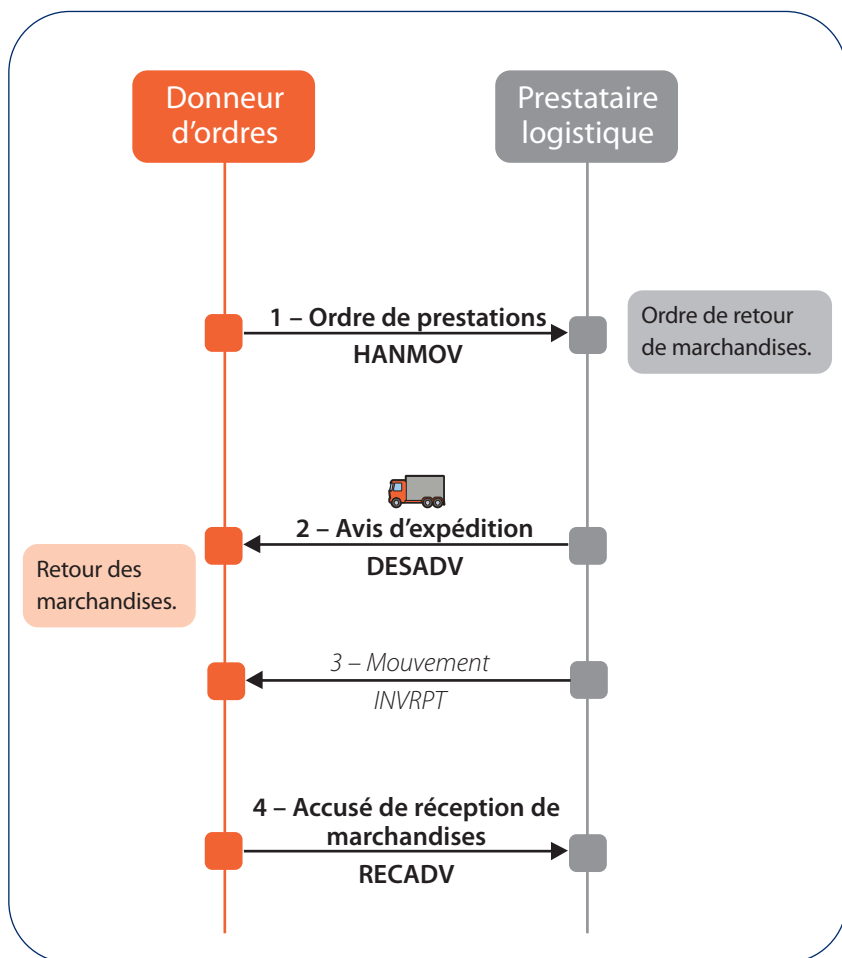 Donneur
d’ordres
Prestataire
logistique
1 – Ordre de prestations
HANMOV
Ordre de retour
de marchandises.
2 – Avis d’expédition
DESADV
Retour des
marchandises.
3 – Mouvement
INVRPT
4 – Accusé de réception de
marchandises
RECADV